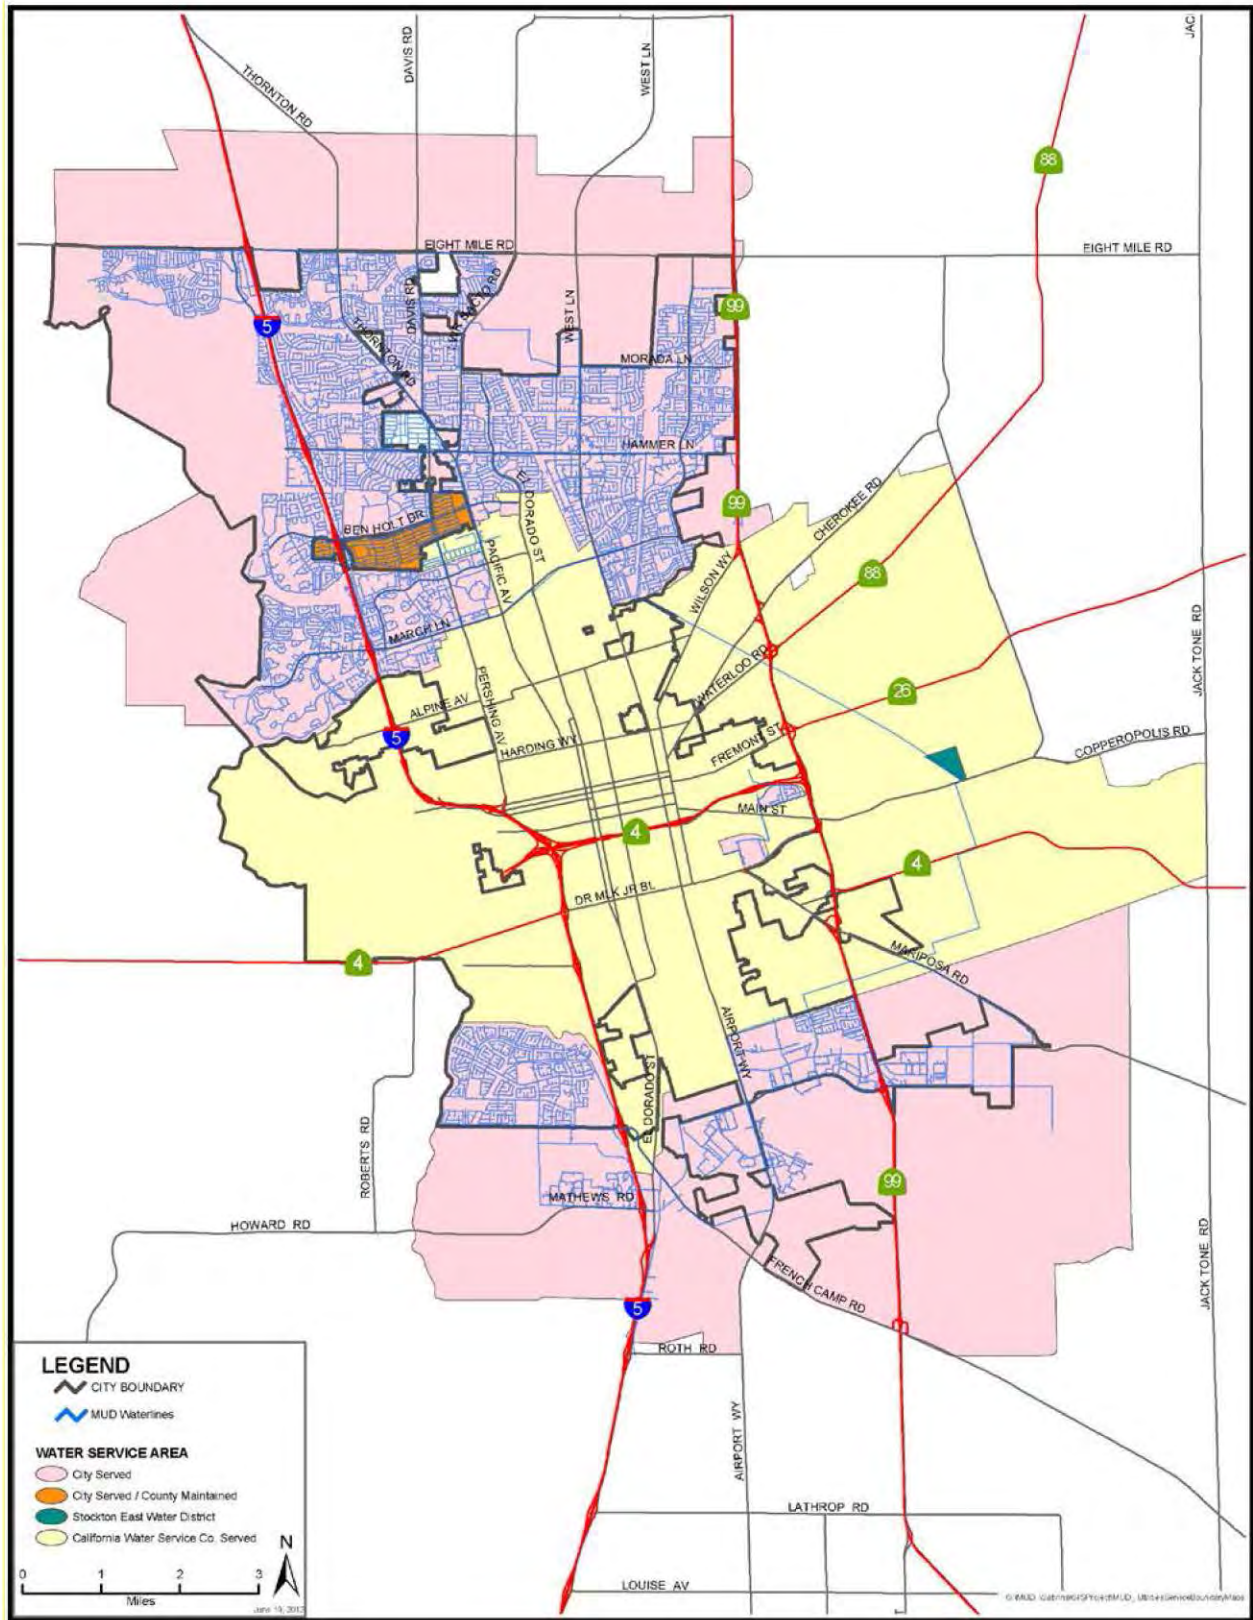 JAC
DAVIS RD
WEST LN
THORNTON RD
88
EIGHT MILE RD
EIGHT MILE RD
DAVIS RD
WEST LN
99
5
THORNTON RD
MORADA LN
HAMMER LN
EL DORADO ST
99
CHEROKEE RD
BEN HOLT DR
PACIFIC AV
WILSON WY
88
MARCH LN
JACK TONE RD
WATERLOO RD
PERSHING AV
26
ALPINE AV
5
HARDING WY
FREMONT ST
COPPEROPOLIS RD
MAIN ST
4
4
DR MLK JR BL
4
MARIPOSA RD
AIRPORT WY
EL DORADO ST
ROBERTS RD
99
MATHEWS RD
HOWARD RD
JACK TONE RD
FRENCH CAMP RD
5
ROTH RD
AIRPORT WY
LATHROP RD
LOUISE AV
LEGEND
CITY BOUNDARY
MUD Waterlines
WATER SERVICE AREA
City Served
City Served / County Maintained
Stockton East Water District
California Water Service Co. Served
N
0 1 2 3
Miles